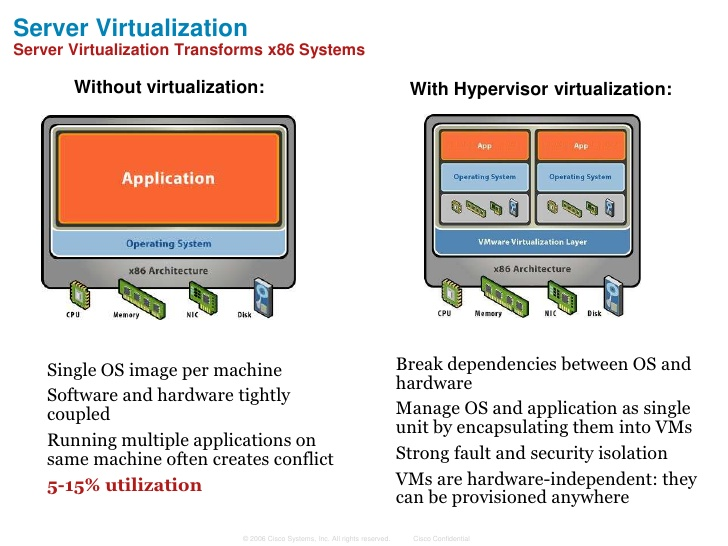 Server Virtualization
Server Virtualization Transforms x86 Systems
Without virtualization:
Application
Operating System
x86 Architecture
CPU
Memory
NIC
Disk
Single OS image per machine
Software and hardware tightly
coupled
Running multiple applications on
same machine often creates conflict
5-15% utilization
With Hypervisor virtualization:
App
App
Operating System
Operating System
VMware Virtualization Layer
x86 Architecture
CPU
Memory
NIC
Disk
Break dependencies between OS and
hardware
Manage OS and application as single
unit by encapsulating them into VMs
Strong fault and security isolation
VMs are hardware-independent: they
can be provisioned anywhere
© 2006 Cisco Systems, Inc. All rights reserved.
Cisco Confidential